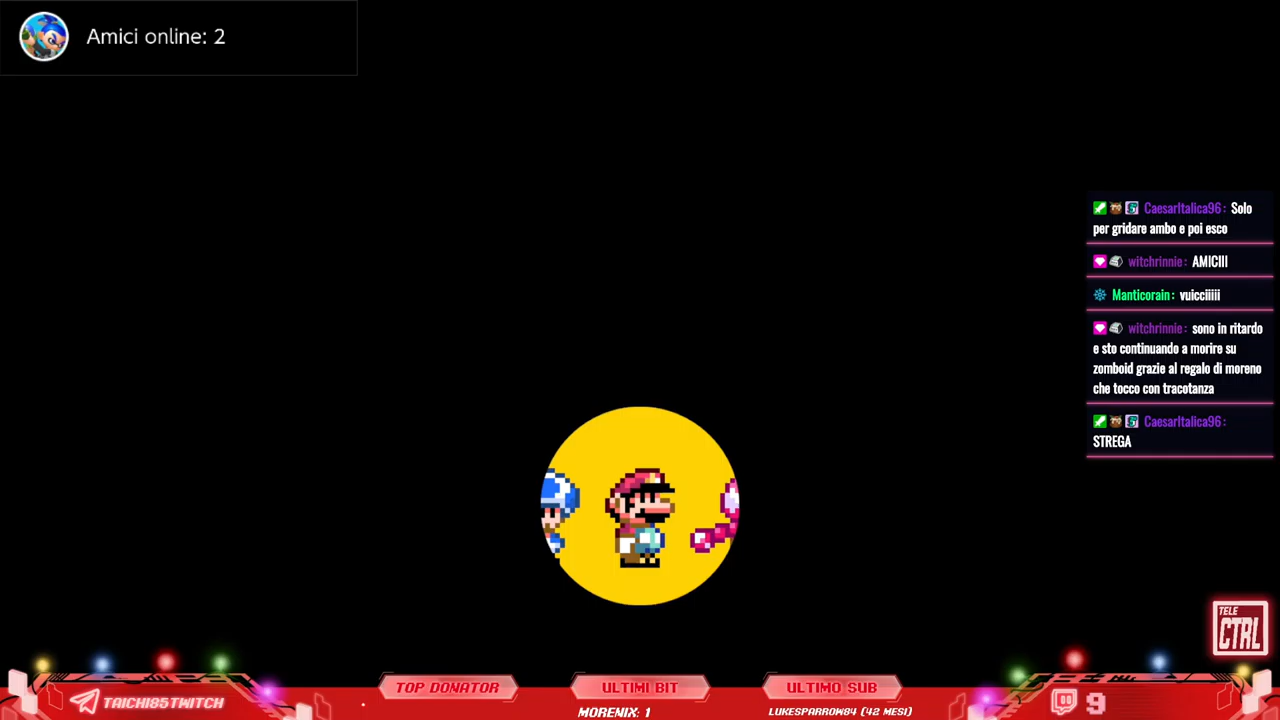 Amici online: 2
CaesarItalica96: Solo
per gridare ambo e poi esco
witchrinnie: AMICIII
Manticorain: vuicciiiii
witchrinnie: sono in ritardo
e sto continuando a morire su
zomboid grazie al regalo di moreno
che tocco con tracotanza
CaesarItalica96:
STREGA
TELE
CTRL
TAICHI85TWITCH
TOP DONATOR
ULTIMI BIT
MORENIX: 1
ULTIMO SUB
LUKESPARROW84 (42 MESI)
9